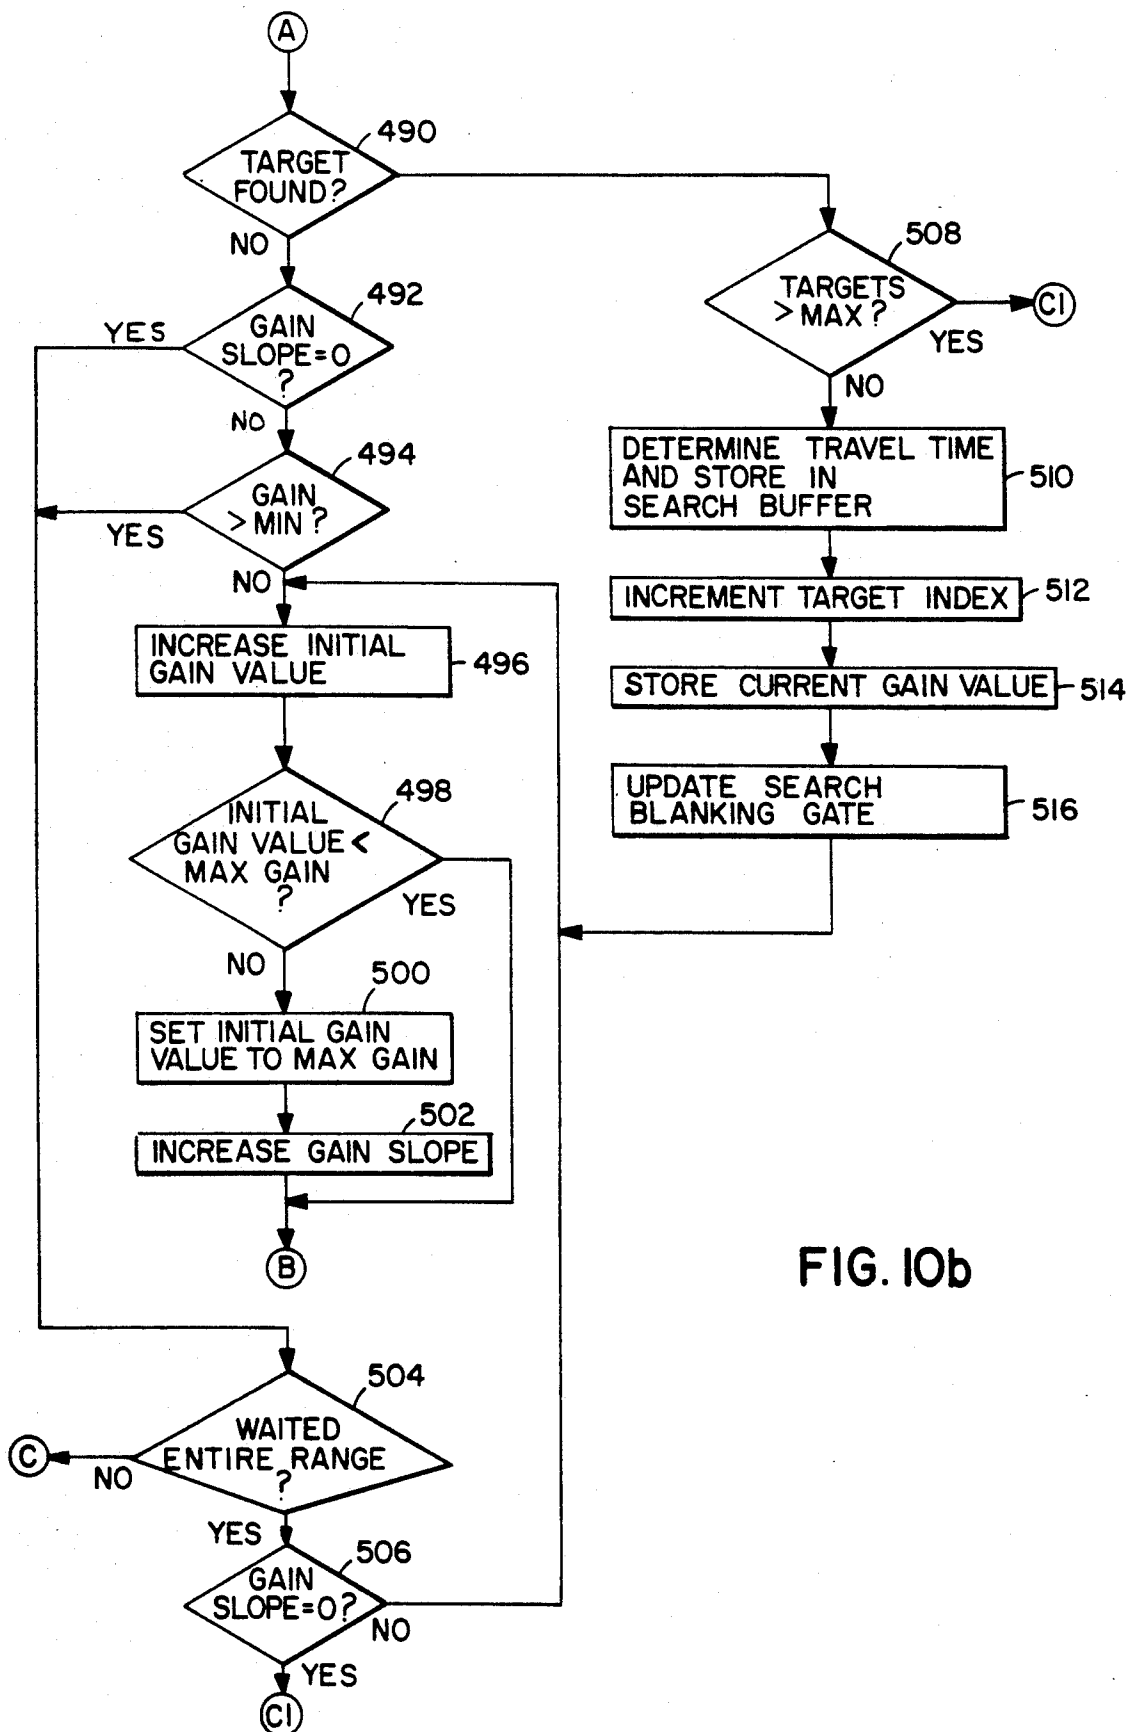 A
490
TARGET
FOUND?
NO
492
GAIN
SLOPE=0
?
YES
NO
494
GAIN
> MIN?
YES
NO
INCREASE INITIAL
GAIN VALUE
496
INITIAL
GAIN VALUE <
MAX GAIN
?
498
YES
NO
500
SET INITIAL GAIN
VALUE TO MAX GAIN
502
INCREASE GAIN SLOPE
B
504
WAITED
ENTIRE RANGE
?
C
NO
YES
506
GAIN
SLOPE=0?
NO
YES
C1
508
TARGETS
> MAX?
C1
YES
NO
DETERMINE TRAVEL TIME
AND STORE IN
SEARCH BUFFER
510
INCREMENT TARGET INDEX
512
STORE CURRENT GAIN VALUE
514
UPDATE SEARCH
BLANKING GATE
516
FIG. 10b